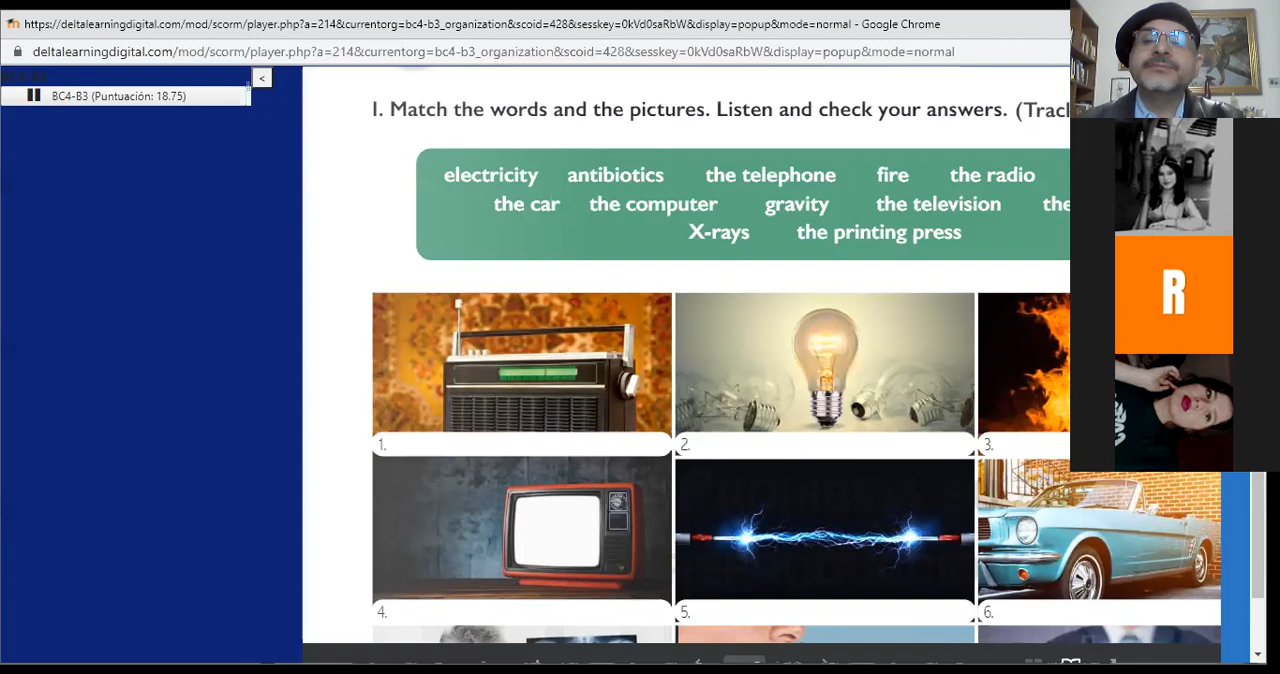 https://deltalearningdigital.com/mod/scorm/player.php?a=214&currentorg=bc4-b3_organization&scoid=428&sesskey=0kVd0saRbW&display=popup&mode=normal - Google Chrome
deltalearningdigital.com/mod/scorm/player.php?a=214&currentorg=bc4-b3_organization&scoid=428&sesskey=0kVd0saRbW&display=popup&mode=normal
BC4-B3
<
BC4-B3 (Puntuación: 18.75)
I. Match the words and the pictures. Listen and check your answers. (Trac
electricity antibiotics the telephone fire the radio
the car the computer gravity the television the
X-rays the printing press
1. 2. 3.
4. 5. 6.
R